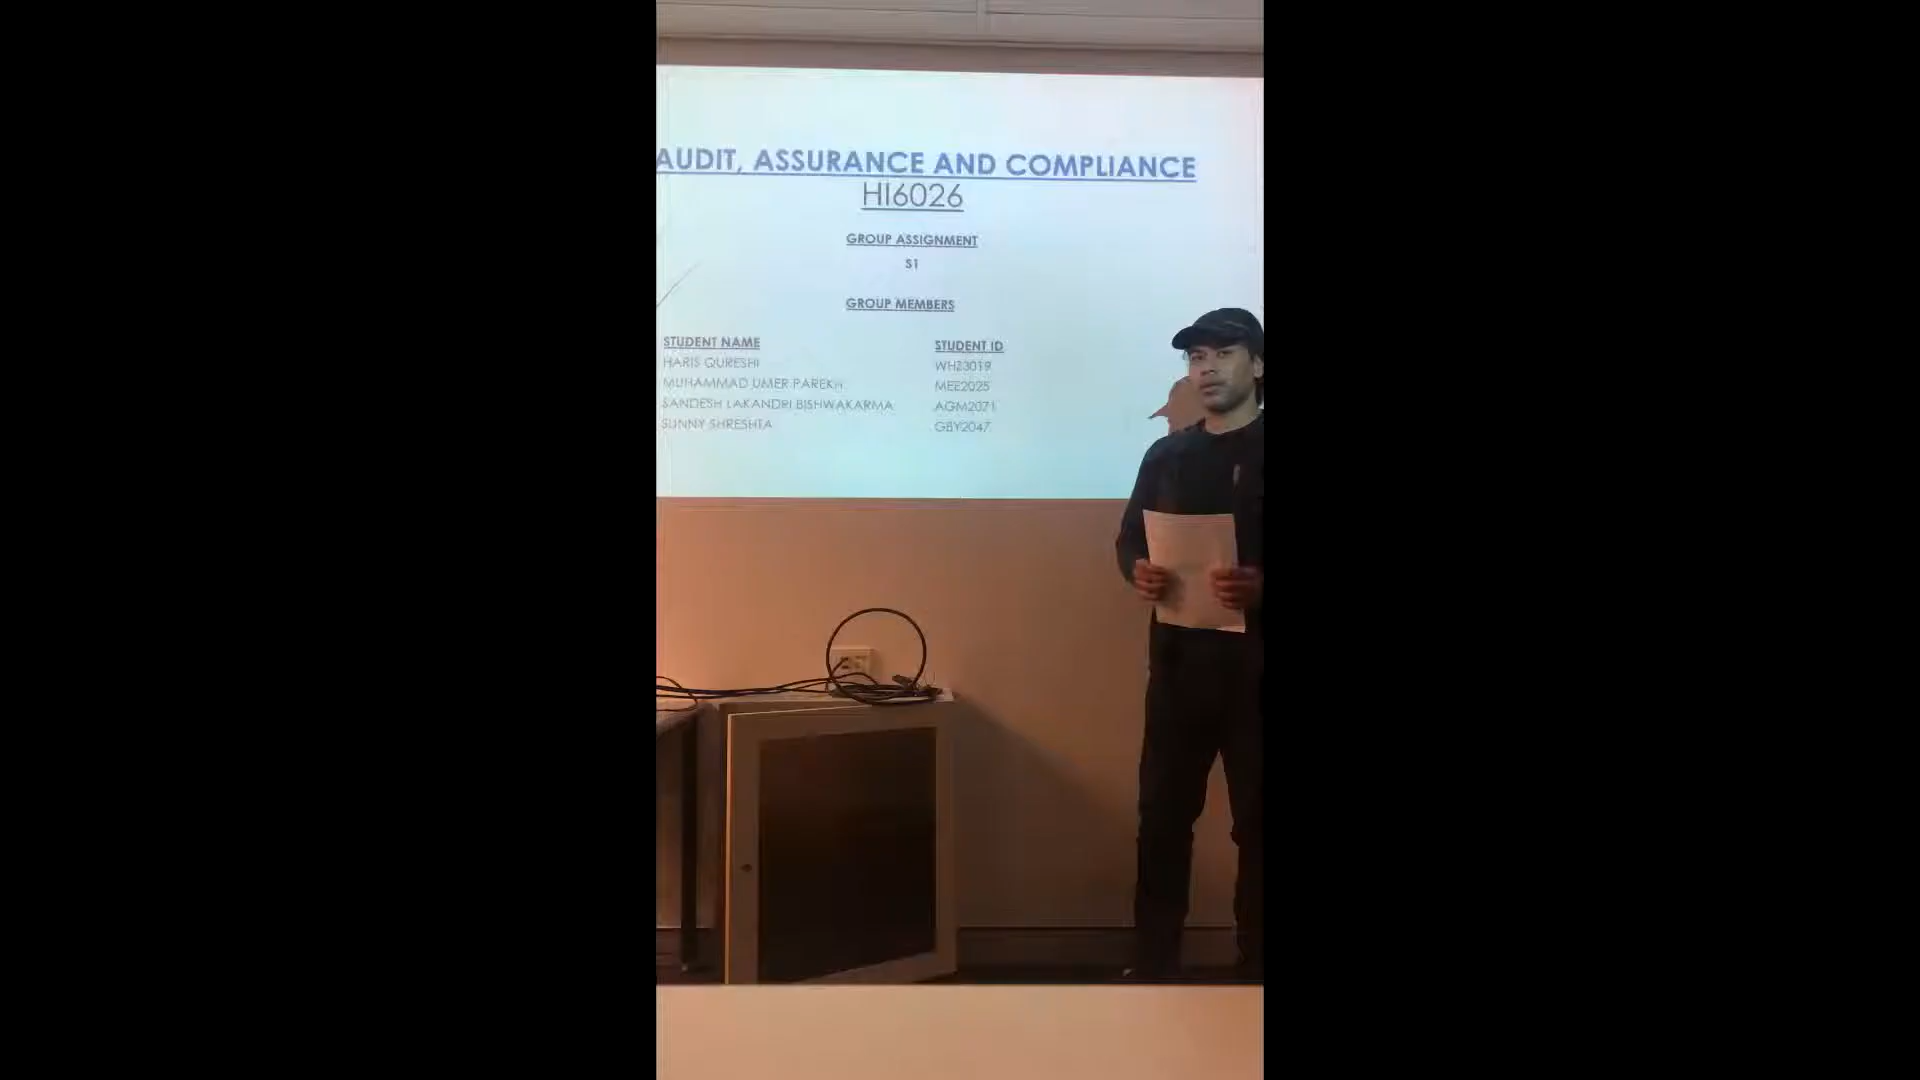 AUDIT, ASSURANCE AND COMPLIANCE
HI6026
GROUP ASSIGNMENT
S1
GROUP MEMBERS
STUDENT NAME STUDENT ID
HARIS QURESHI WHZ3019
MUHAMMAD UMER PAREKH MEE2025
SANDESH LAKANDRI BISHWAKARMA AGM2071
SUNNY SHRESHTA GBY2047